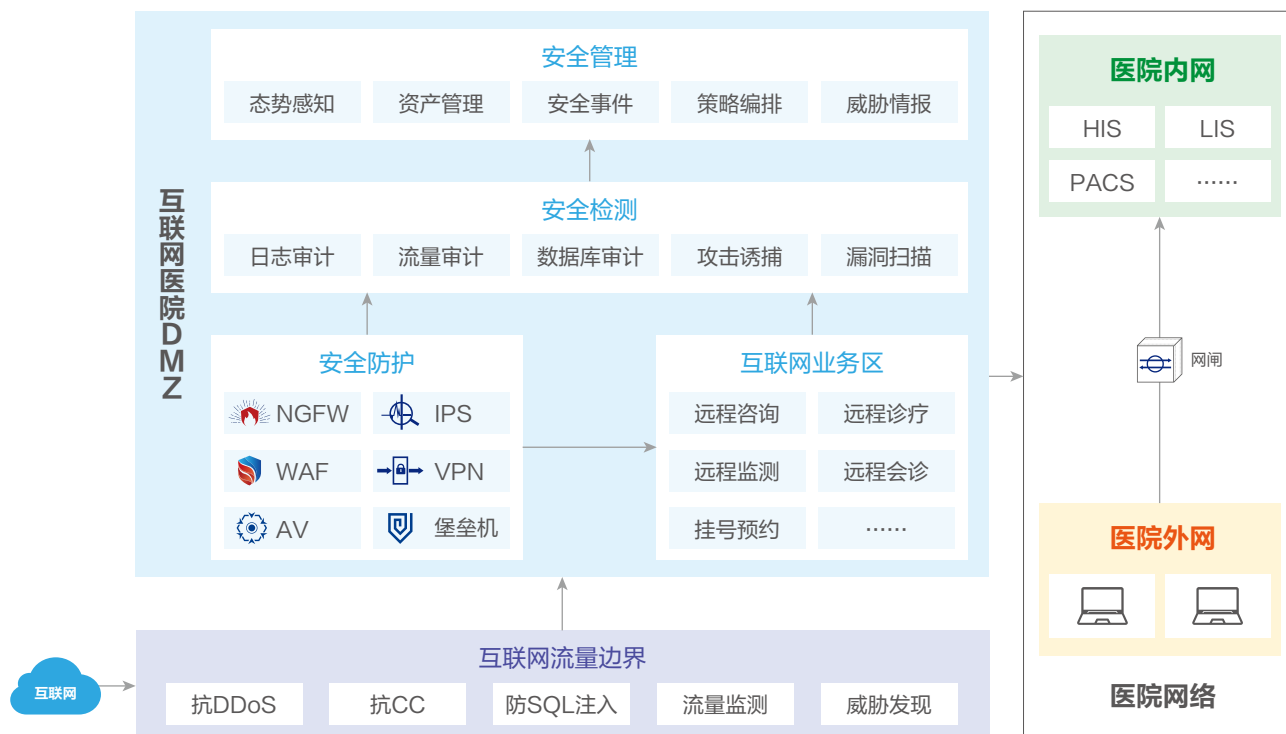 安全管理
态势感知
资产管理
安全事件
策略编排
威胁情报
互联网医院DMZ
安全检测
日志审计
流量审计
数据库审计
攻击诱捕
漏洞扫描
安全防护
NGFW
IPS
WAF
VPN
AV
堡垒机
互联网业务区
远程咨询
远程诊疗
远程监测
远程会诊
挂号预约
……
互联网
互联网流量边界
抗DDoS
抗CC
防SQL注入
流量监测
威胁发现
医院内网
HIS
LIS
PACS
……
网闸
医院外网
医院网络